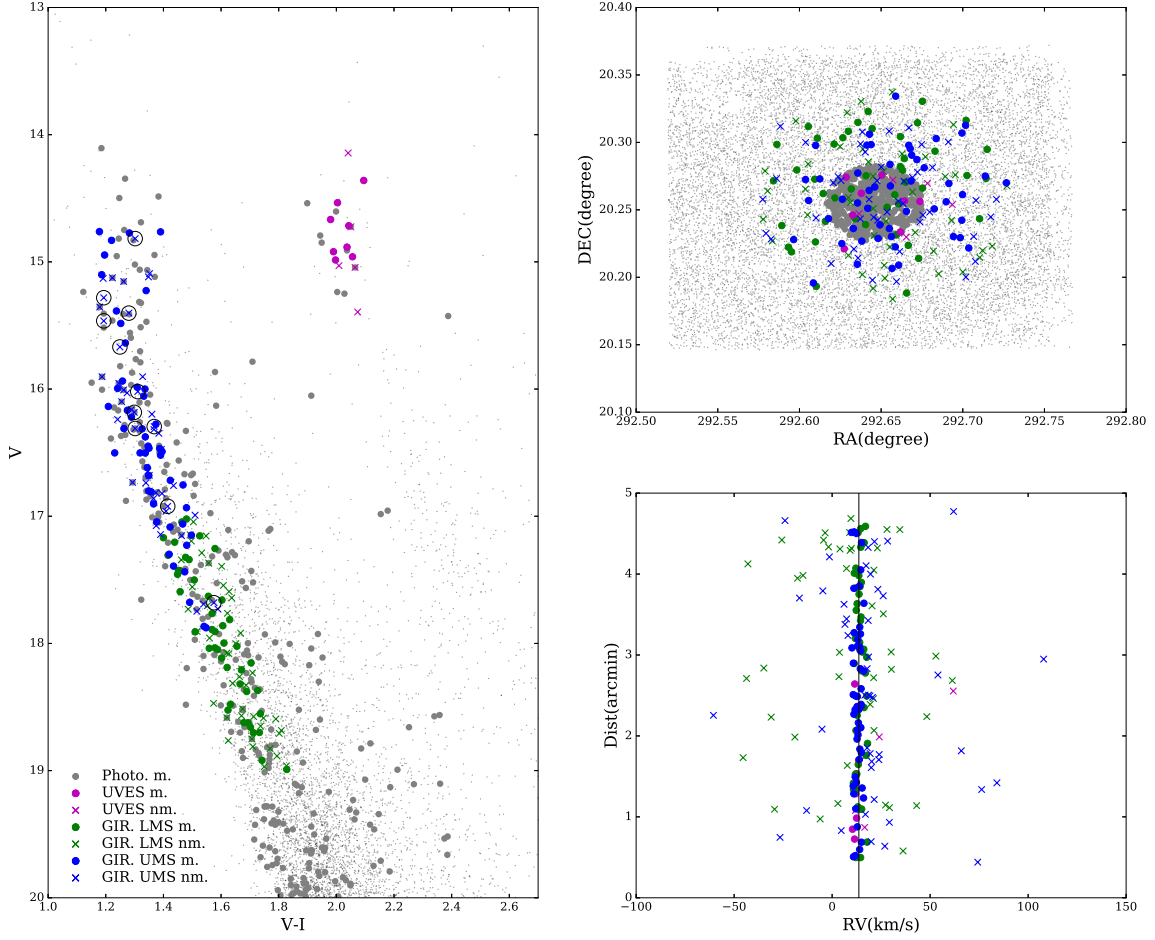 13
14
15
16
17
18
19
20
V
1.0 1.2 1.4 1.6 1.8 2.0 2.2 2.4 2.6
V-I
Photo. m.
UVES m.
UVES nm.
GIR. LMS m.
GIR. LMS nm.
GIR. UMS m.
GIR. UMS nm.
20.40
20.35
20.30
20.25
20.20
20.15
20.10
DEC(degree)
292.50 292.55 292.60 292.65 292.70 292.75 292.80
RA(degree)
5
4
3
2
1
0
Dist(arcmin)
−100 −50 0 50 100 150
RV(km/s)